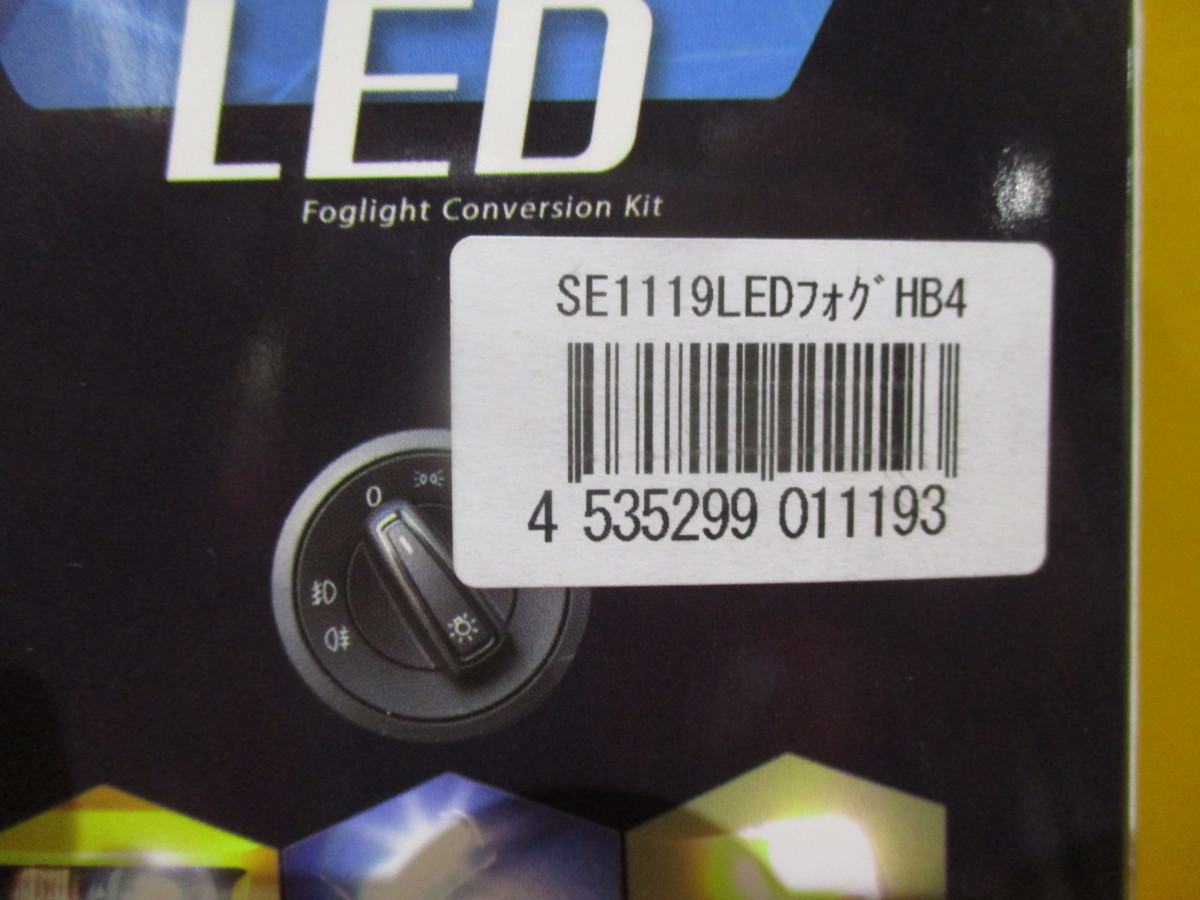 LED
Foglight Conversion Kit
SE1119LEDﾌｫｸﾞHB4
4 535299 011193
0